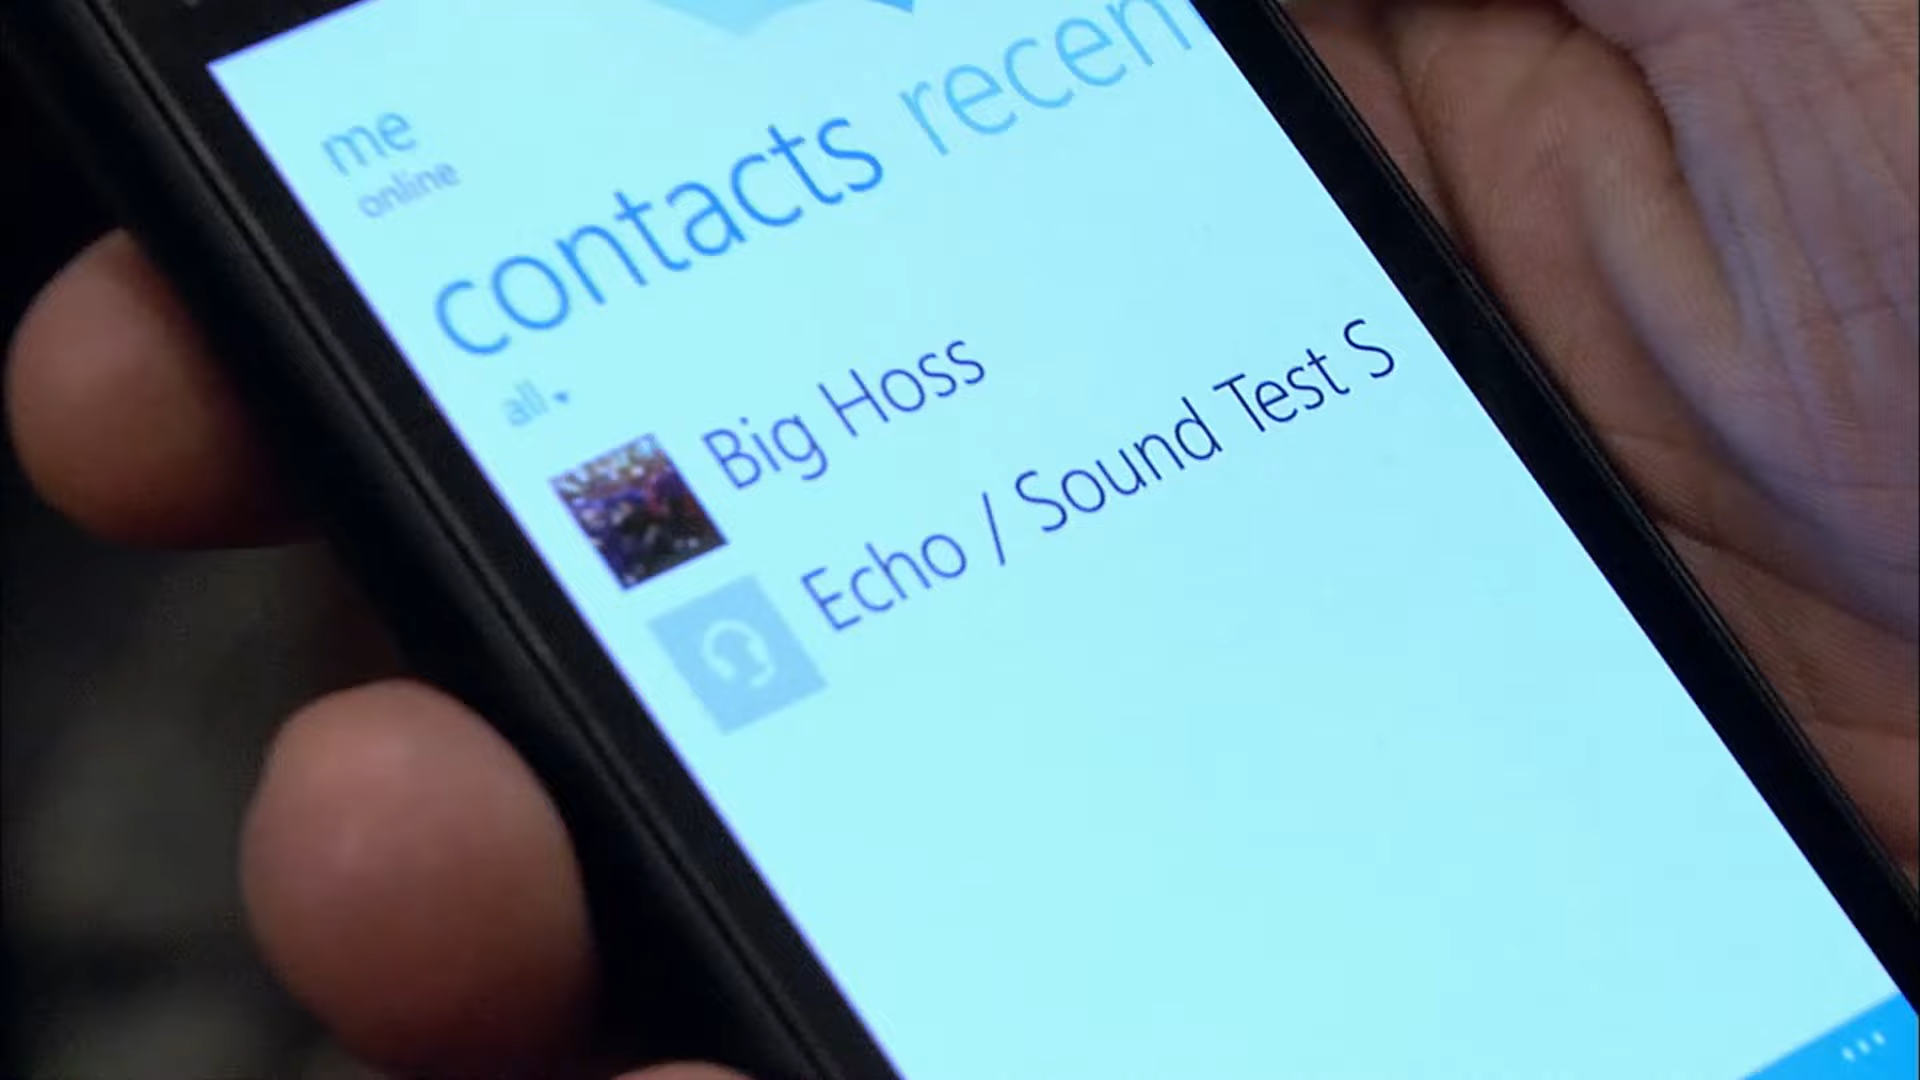 me
online
contacts recen
all
Big Hoss
Echo / Sound Test S